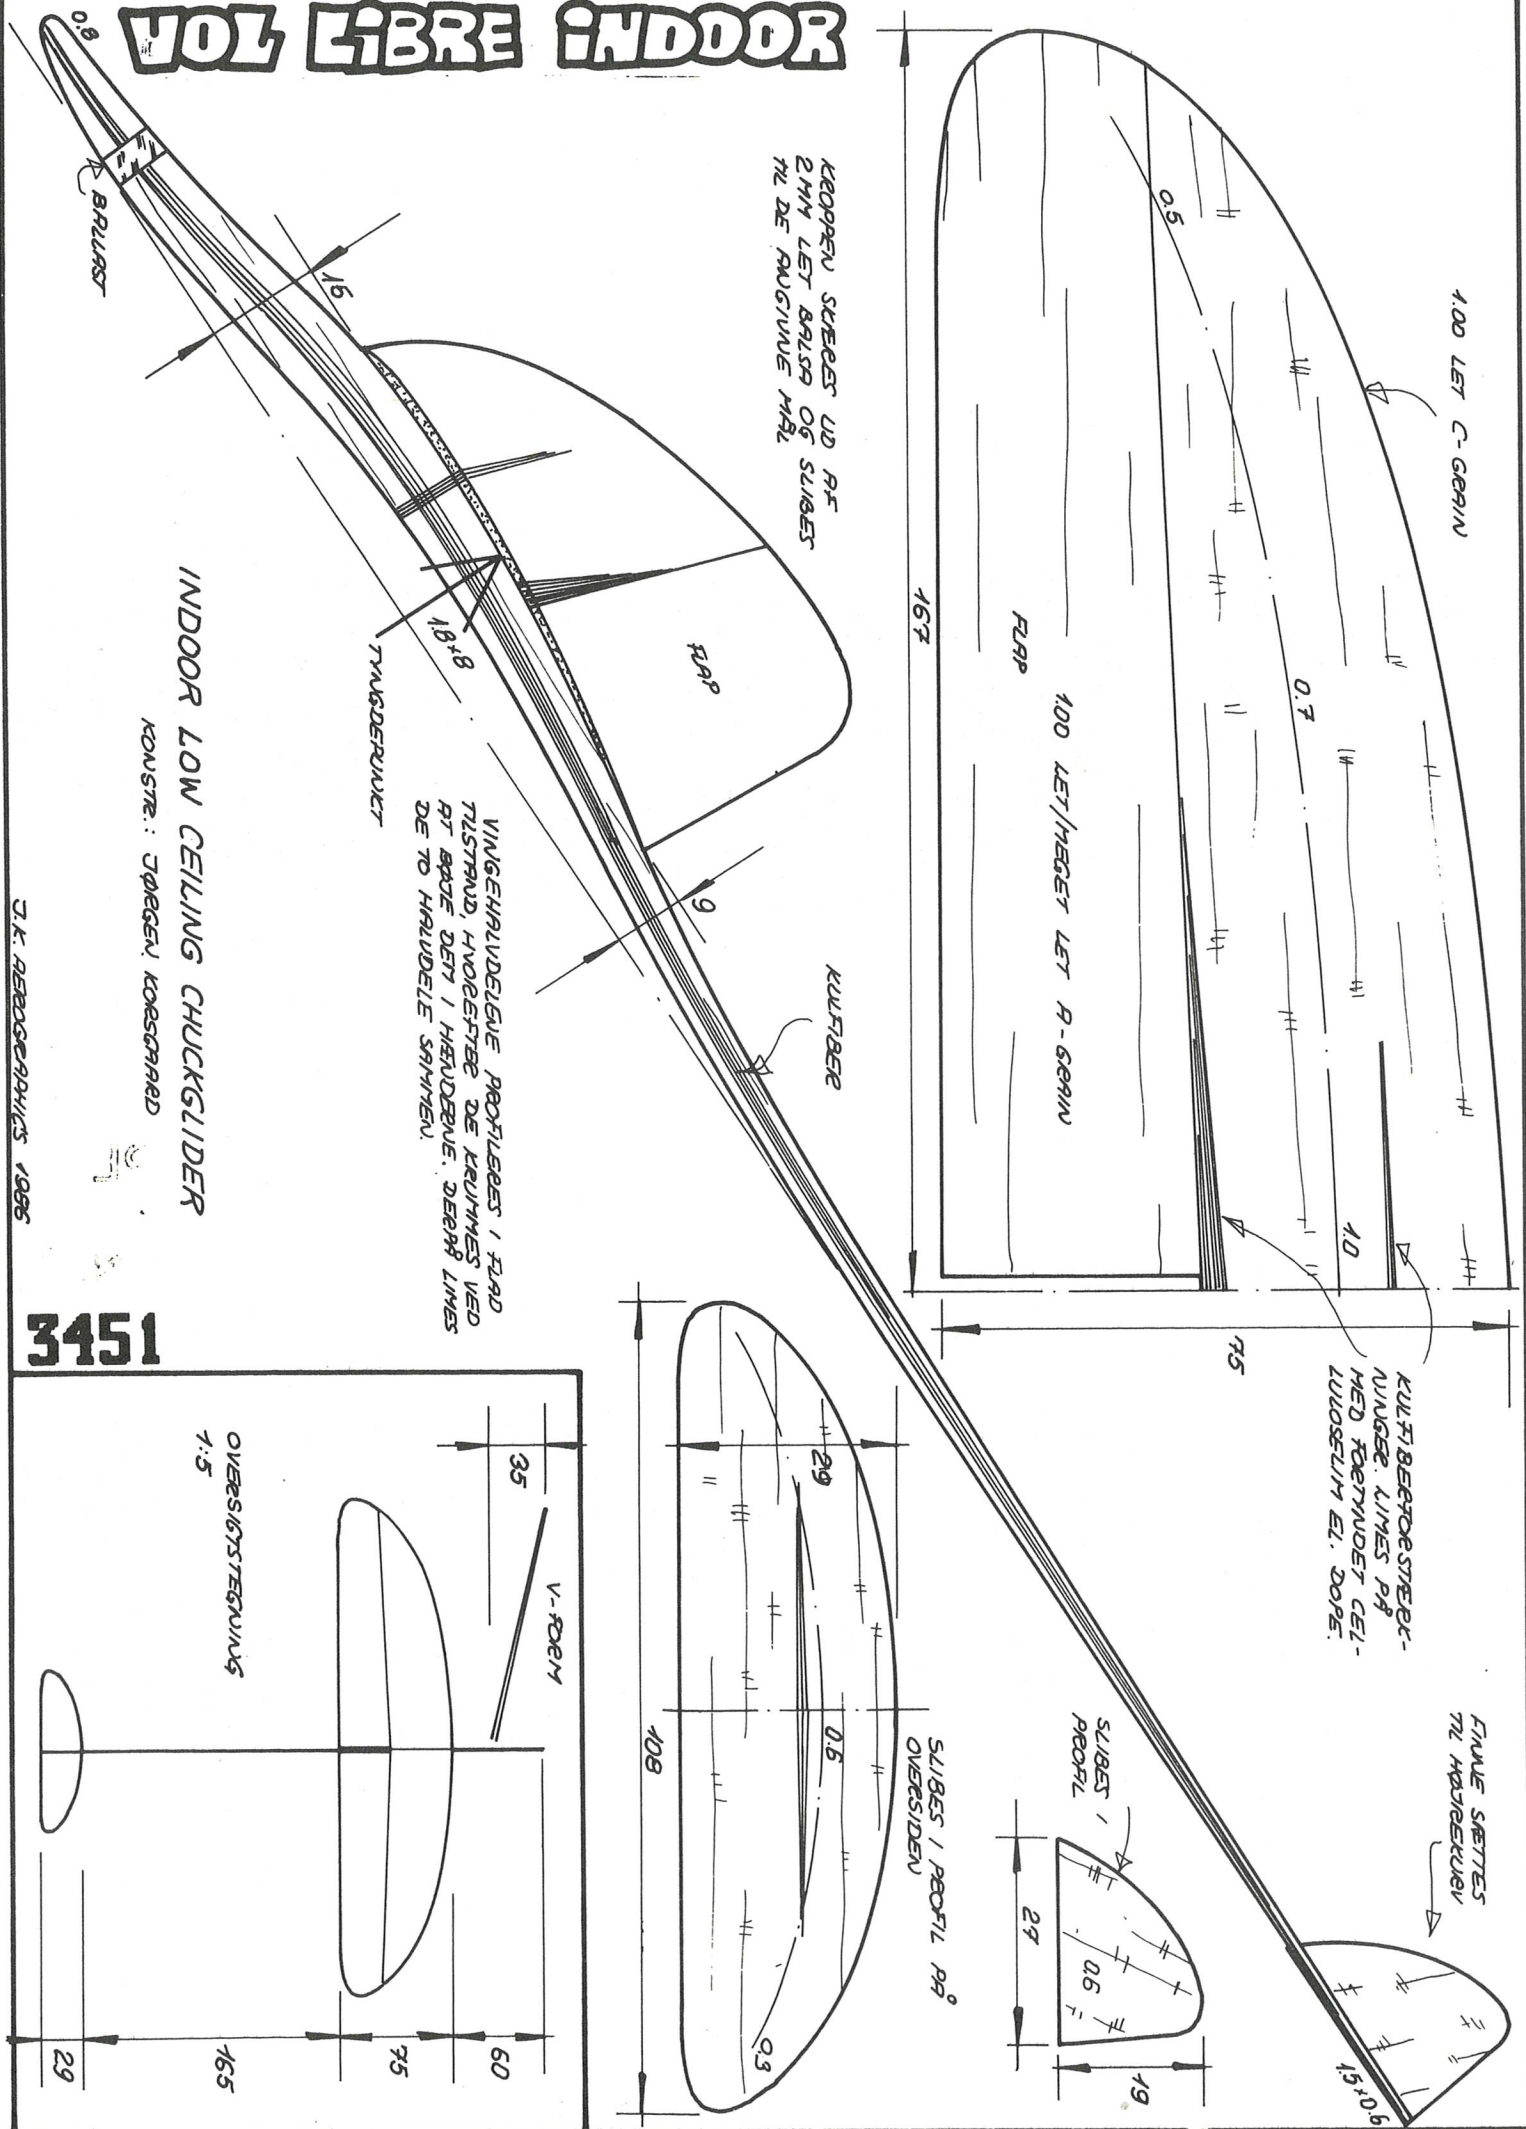 VOL LIBRE INDOOR
0.8
BALLAST
15
KROPPEN SKÆRES UD AF
2MM LET BALSA OG SLIBES
TIL DE ANGIVNE MÅL
1.00 LET C-GRAIN
0.5
0.7
1.0
167
FLAP
1.00 LET/MEGET LET A-GRAIN
75
KULFIBERFORSTÆRK-
NINGER. LIMES PÅ
MED FORTYNDET CEL-
LULOSELIM EL. DOPE.
FLAP
1.8×8
TYNGDEPUNKT
9
KULFIBER
VINGEHALVDELENE PROFILERES I FLAD
TILSTAND, HVOREFTER DE KRUMMES VED
AT BØJE DEM I HÆNDERNE. DERPÅ LIMES
DE TO HALVDELE SAMMEN.
INDOOR LOW CEILING CHUCKGLIDER
KONSTR.: JØRGEN KORSGAARD
J.K. AEROGRAPHICS 1986
3451
FINNE SÆTTES
TIL HØJREKURV
1.5×0.6
SLIBES I
PROFIL
27
0.6
19
SLIBES I PROFIL PÅ
OVERSIDEN
29
0.6
0.3
108
35
V-FORM
OVERSIGTSTEGNING
1:5
29
165
75
60